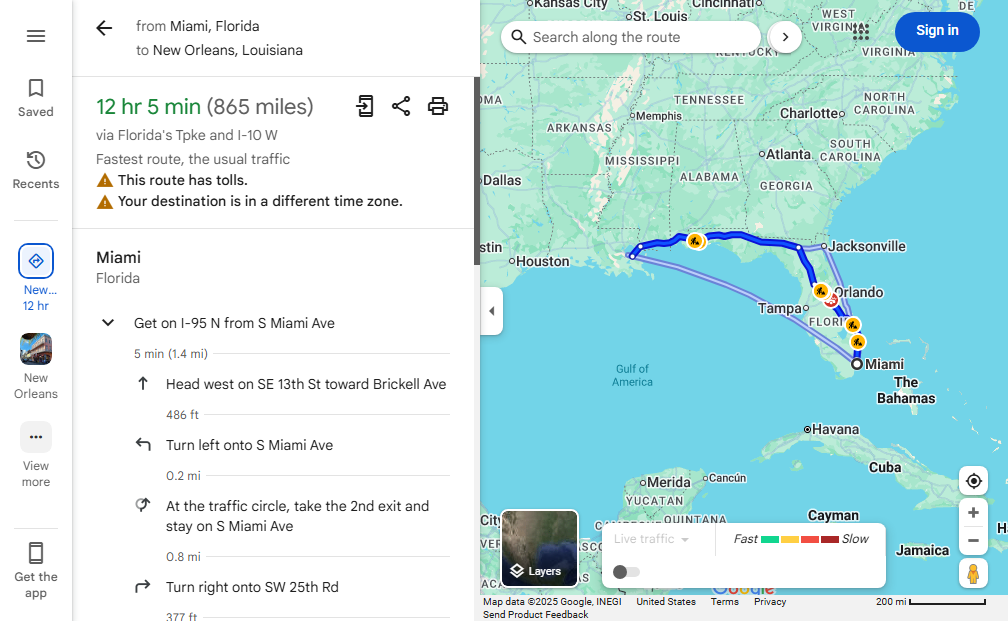 Saved
Recents
New...
12 hr
New
Orleans
View
more
Get the
app
from Miami, Florida
to New Orleans, Louisiana
12 hr 5 min (865 miles)
via Florida's Tpke and I-10 W
Fastest route, the usual traffic
This route has tolls.
Your destination is in a different time zone.
Miami
Florida
Get on I-95 N from S Miami Ave
5 min (1.4 mi)
Head west on SE 13th St toward Brickell Ave
486 ft
Turn left onto S Miami Ave
0.2 mi
At the traffic circle, take the 2nd exit and
stay on S Miami Ave
0.8 mi
Turn right onto SW 25th Rd
377 ft
Search along the route
Sign in
Kansas City
Cincinnati
St. Louis
WEST
VIRGINIA
DE
KENTUCKY
VIRGINIA
TENNESSEE
NORTH
CAROLINA
Memphis
Charlotte
ARKANSAS
SOUTH
CAROLINA
Atlanta
MISSISSIPPI
Dallas
ALABAMA
GEORGIA
stin
Jacksonville
Houston
Orlando
Tampa
FLORI
Miami
Gulf of
America
The
Bahamas
Havana
Cuba
Cancún
Merida
YUCATAN
QUINTANA
City
Cayman
Jamaica
Layers
Live traffic
Fast
Slow
Google
Map data ©2025 Google, INEGI
United States
Terms
Privacy
200 mi
Send Product Feedback